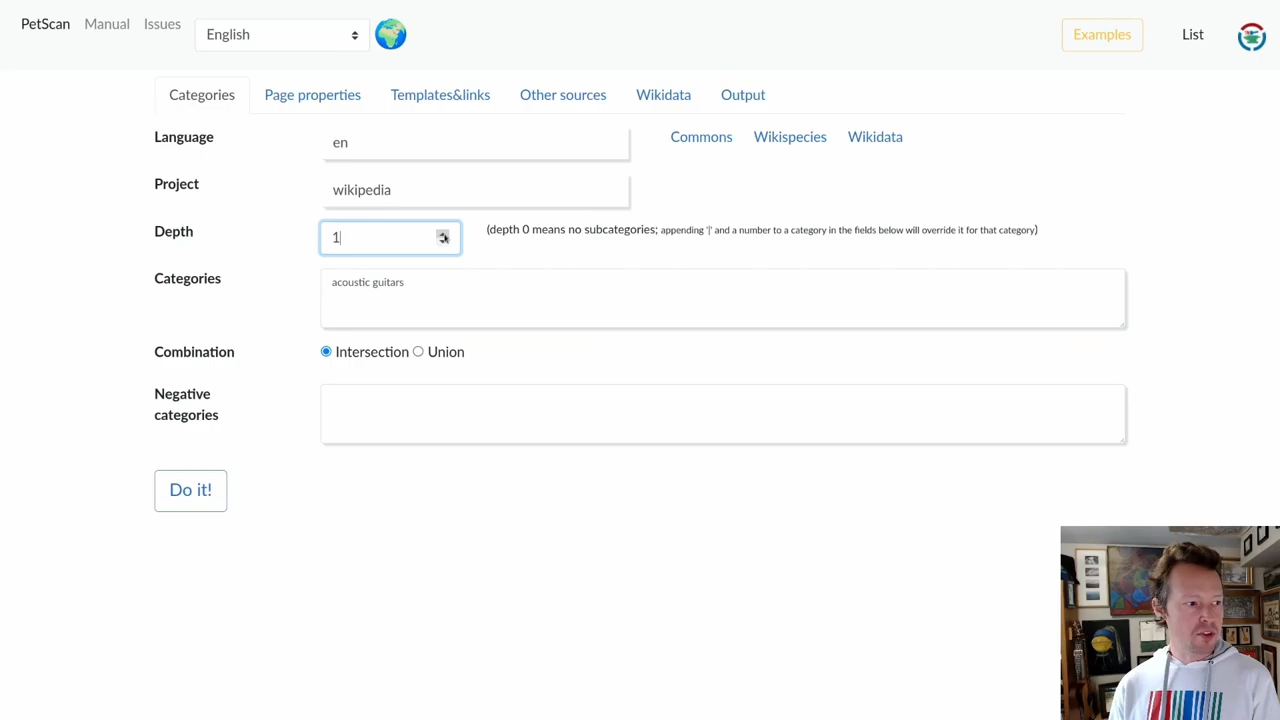 PetScan Manual Issues English Examples List
Categories Page properties Templates&links Other sources Wikidata Output
Language en Commons Wikispecies Wikidata
Project wikipedia
Depth 1 (depth 0 means no subcategories; appending '|' and a number to a category in the fields below will override it for that category)
Categories acoustic guitars
Combination Intersection Union
Negative
categories
Do it!